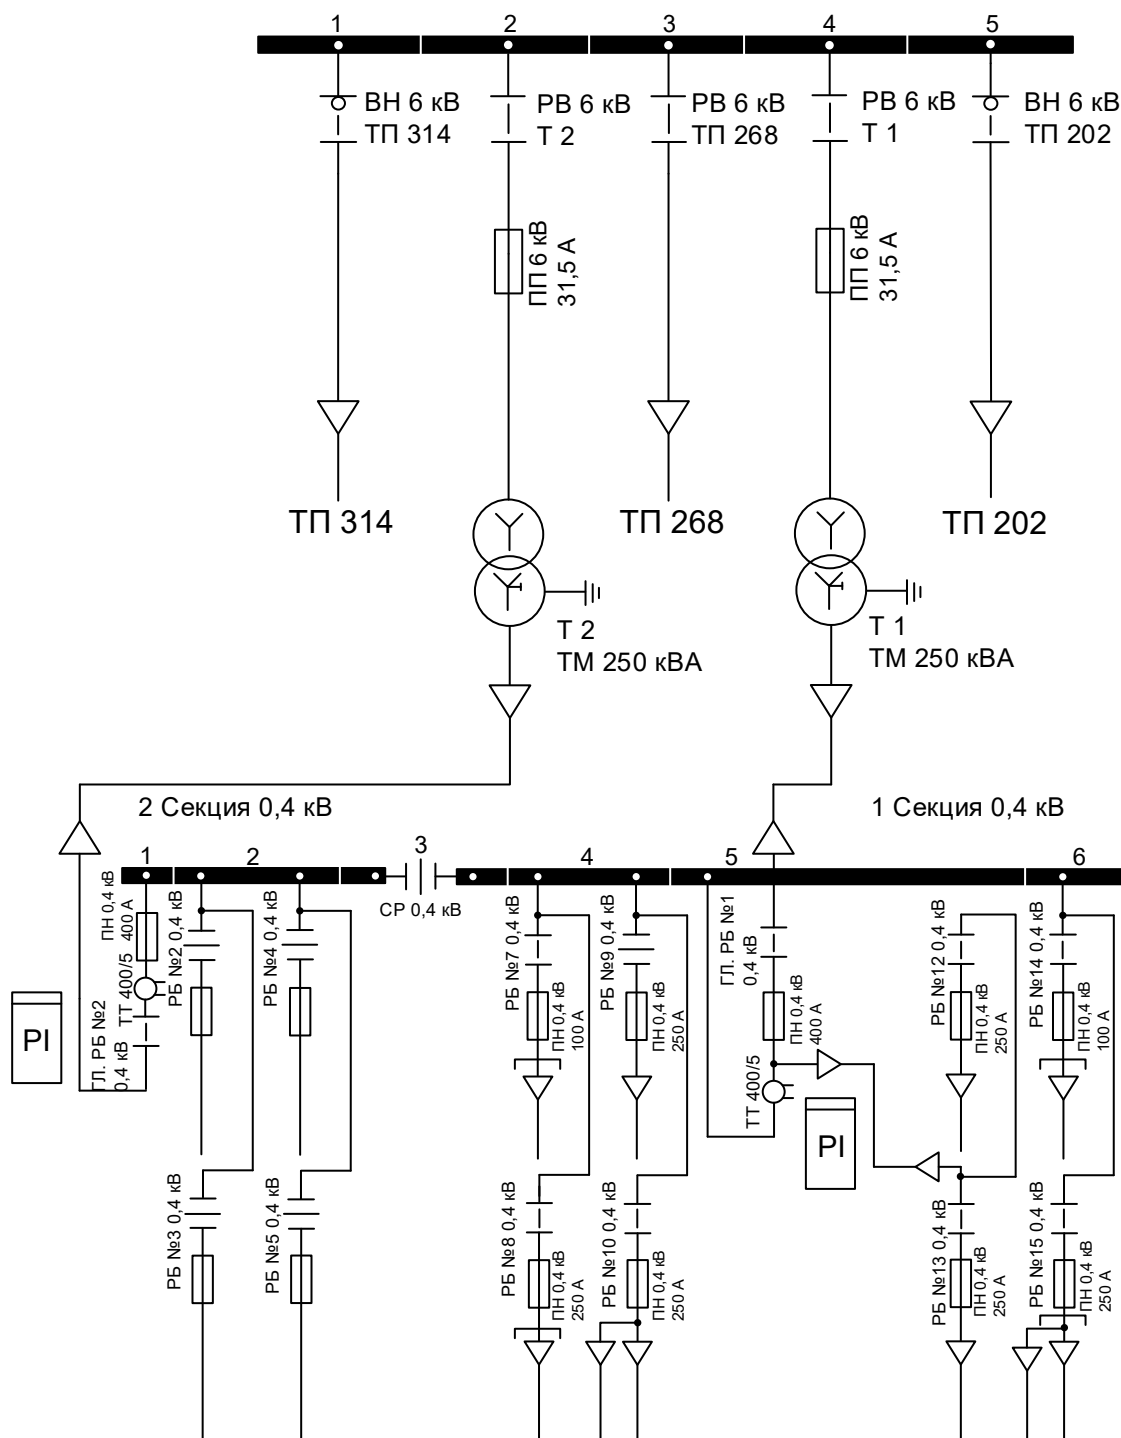 1
2
3
4
5
ВН 6 кВ
ТП 314
РВ 6 кВ
Т 2
РВ 6 кВ
ТП 268
РВ 6 кВ
Т 1
ВН 6 кВ
ТП 202
ПП 6 кВ
31,5 А
ПП 6 кВ
31,5 А
ТП 314
ТП 268
ТП 202
Т 2
ТМ 250 кВА
Т 1
ТМ 250 кВА
2 Секция 0,4 кВ
1 Секция 0,4 кВ
1
2
3
4
5
6
СР 0,4 кВ
ПН 0,4 кВ
400 А
ТТ 400/5
ГЛ. РБ №2
0,4 кВ
PI
РБ №2 0,4 кВ
РБ №4 0,4 кВ
РБ №3 0,4 кВ
РБ №5 0,4 кВ
РБ №7 0,4 кВ
ПН 0,4 кВ
100 А
РБ №9 0,4 кВ
ПН 0,4 кВ
250 А
РБ №8 0,4 кВ
ПН 0,4 кВ
250 А
РБ №10 0,4 кВ
ПН 0,4 кВ
250 А
ГЛ. РБ №1
0,4 кВ
ПН 0,4 кВ
400 А
ТТ 400/5
PI
РБ №12 0,4 кВ
ПН 0,4 кВ
250 А
РБ №14 0,4 кВ
ПН 0,4 кВ
100 А
РБ №13 0,4 кВ
ПН 0,4 кВ
250 А
РБ №15 0,4 кВ
ПН 0,4 кВ
250 А